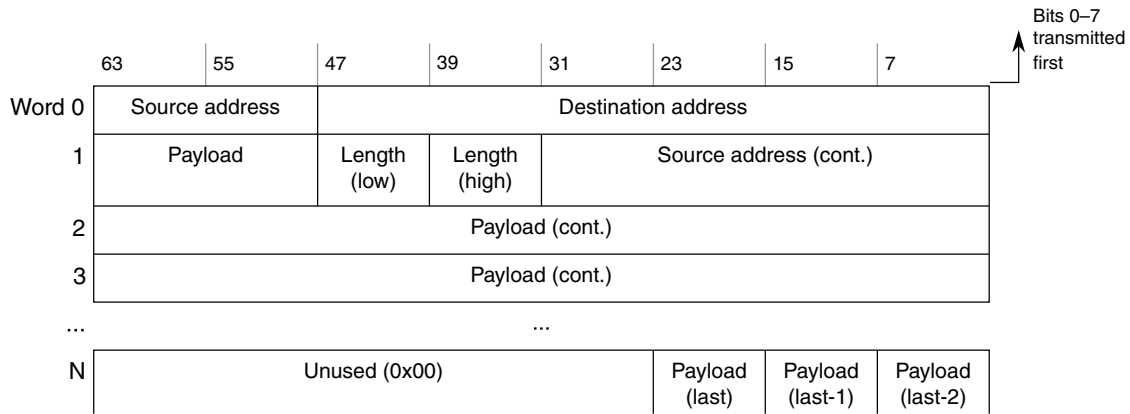 Bits 0–7
transmitted
first
63 55 47 39 31 23 15 7
Word 0 Source address Destination address
1 Payload Length Length Source address (cont.)
(low) (high)
2 Payload (cont.)
3 Payload (cont.)
... ...
N Unused (0x00) Payload Payload Payload
(last) (last-1) (last-2)